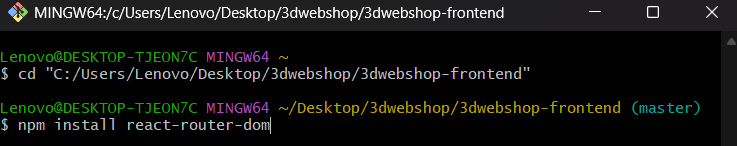 MINGW64:/c/Users/Lenovo/Desktop/3dwebshop/3dwebshop-frontend
Lenovo@DESKTOP-TJEON7C MINGW64 ~
$ cd "C:/Users/Lenovo/Desktop/3dwebshop/3dwebshop-frontend"
Lenovo@DESKTOP-TJEON7C MINGW64 ~/Desktop/3dwebshop/3dwebshop-frontend (master)
$ npm install react-router-dom